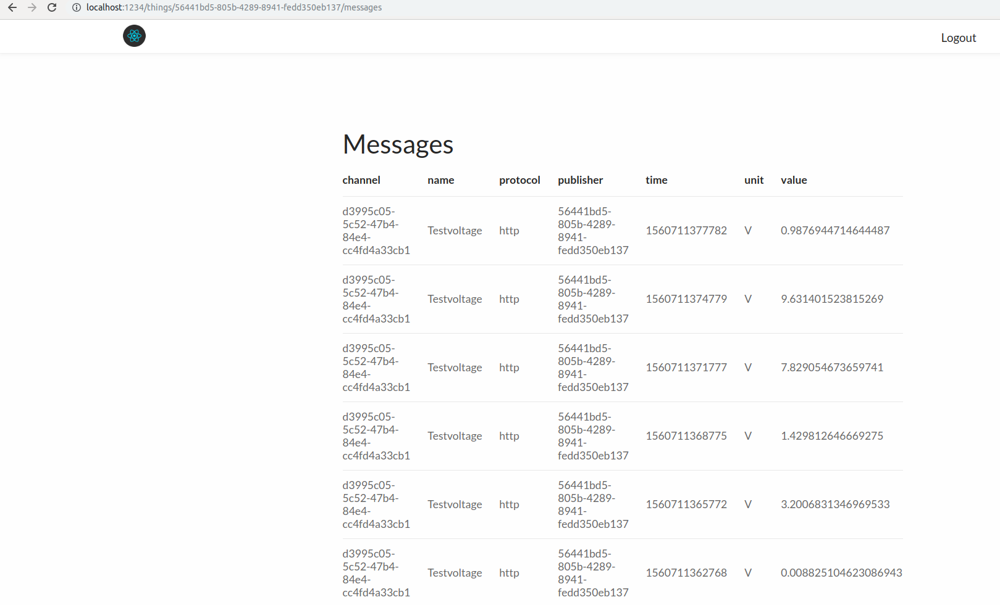 localhost:1234/things/56441bd5-805b-4289-8941-fedd350eb137/messages
Logout
Messages
channel name protocol publisher time unit value
d3995c05-
5c52-47b4-
84e4-
cc4fd4a33cb1
Testvoltage
http
56441bd5-
805b-4289-
8941-
fedd350eb137
1560711377782
V
0.9876944714644487
d3995c05-
5c52-47b4-
84e4-
cc4fd4a33cb1
Testvoltage
http
56441bd5-
805b-4289-
8941-
fedd350eb137
1560711374779
V
9.631401523815269
d3995c05-
5c52-47b4-
84e4-
cc4fd4a33cb1
Testvoltage
http
56441bd5-
805b-4289-
8941-
fedd350eb137
1560711371777
V
7.829054673659741
d3995c05-
5c52-47b4-
84e4-
cc4fd4a33cb1
Testvoltage
http
56441bd5-
805b-4289-
8941-
fedd350eb137
1560711368775
V
1.429812646669275
d3995c05-
5c52-47b4-
84e4-
cc4fd4a33cb1
Testvoltage
http
56441bd5-
805b-4289-
8941-
fedd350eb137
1560711365772
V
3.2006831346969533
d3995c05-
5c52-47b4-
84e4-
cc4fd4a33cb1
Testvoltage
http
56441bd5-
805b-4289-
8941-
fedd350eb137
1560711362768
V
0.008825104623086943